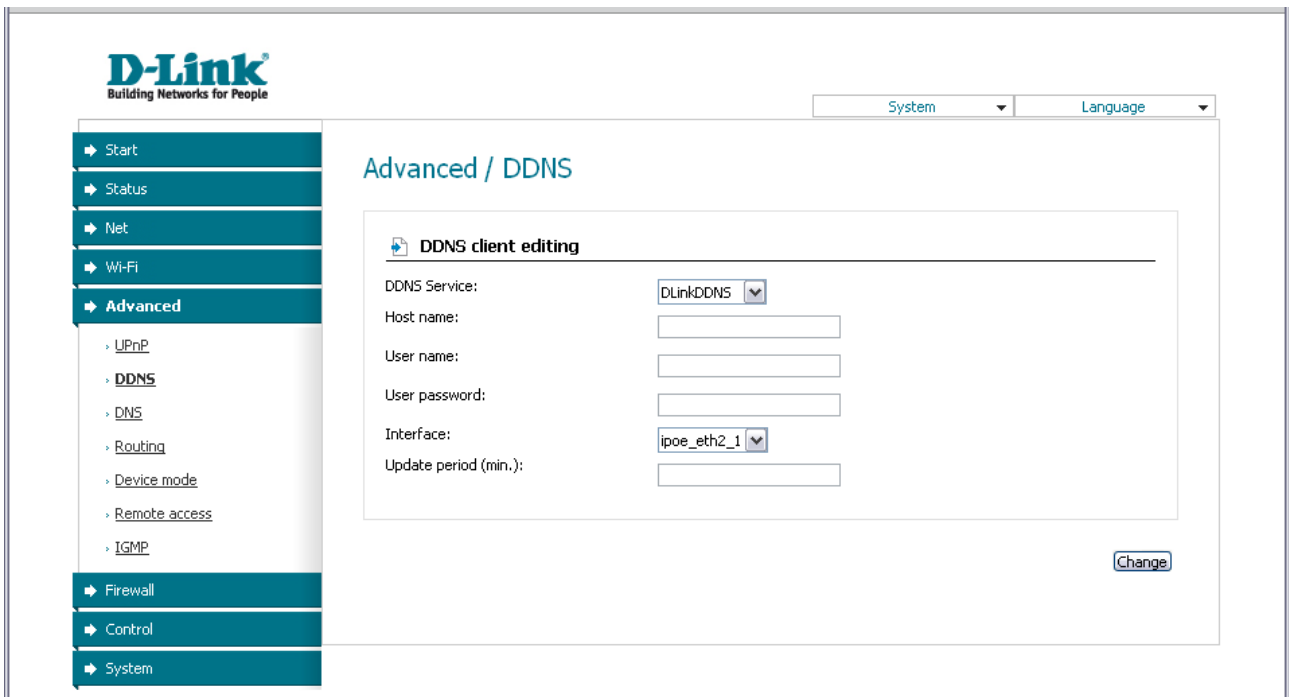 D-Link
Building Networks for People
System
Language
Start
Status
Net
Wi-Fi
Advanced
UPnP
DDNS
DNS
Routing
Device mode
Remote access
IGMP
Firewall
Control
System
Advanced / DDNS
DDNS client editing
DDNS Service: DLinkDDNS
Host name:
User name:
User password:
Interface: ipoe_eth2_1
Update period (min.):
Change